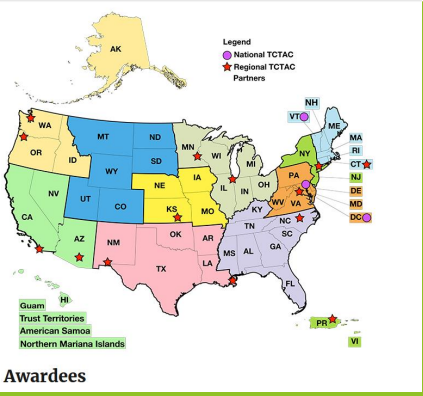 AK
Legend
National TCTAC
Regional TCTAC
Partners
NH
VT
ME
WA
MT
ND
MN
MA
OR
ID
SD
WI
MI
NY
RI
WY
CT
NV
NE
IA
IL
IN
OH
PA
NJ
UT
CO
DE
CA
KS
MO
WV
VA
MD
KY
DC
AZ
NM
OK
AR
TN
NC
SC
TX
LA
MS
AL
GA
FL
HI
Guam
Trust Territories
American Samoa
Northern Mariana Islands
PR
VI
Awardees